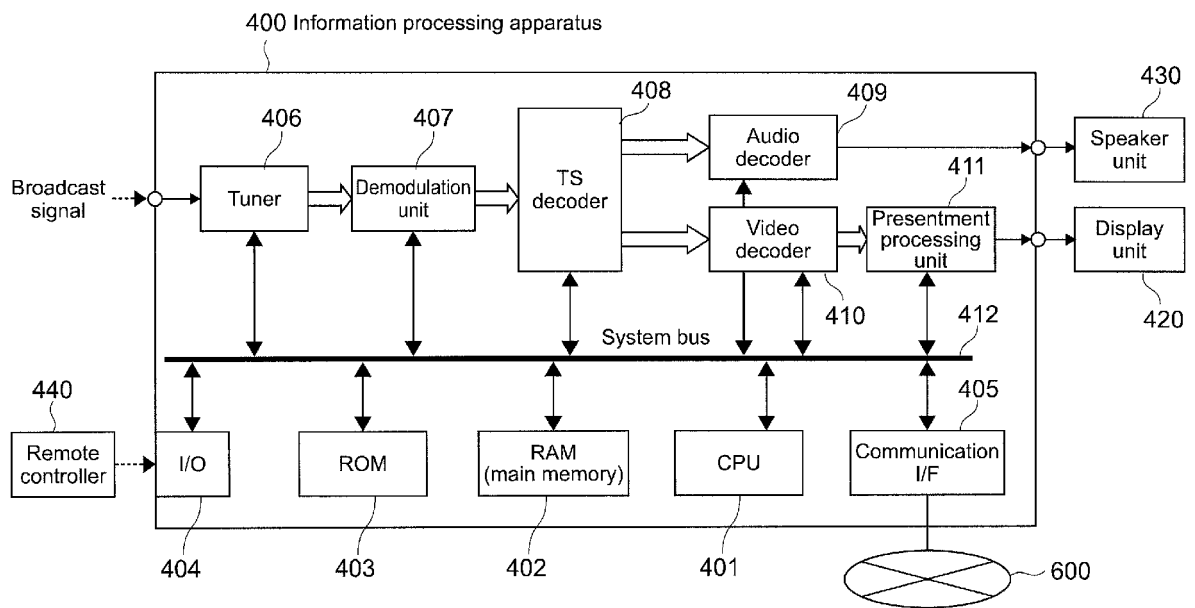 400 Information processing apparatus
406
407
408
409
430
Broadcast
signal
Tuner
Demodulation
unit
TS
decoder
Audio
decoder
Speaker
unit
411
Video
decoder
Presentment
processing
unit
Display
unit
410
420
System bus
412
440
405
Remote
controller
I/O
ROM
RAM
(main memory)
CPU
Communication
I/F
404
403
402
401
600